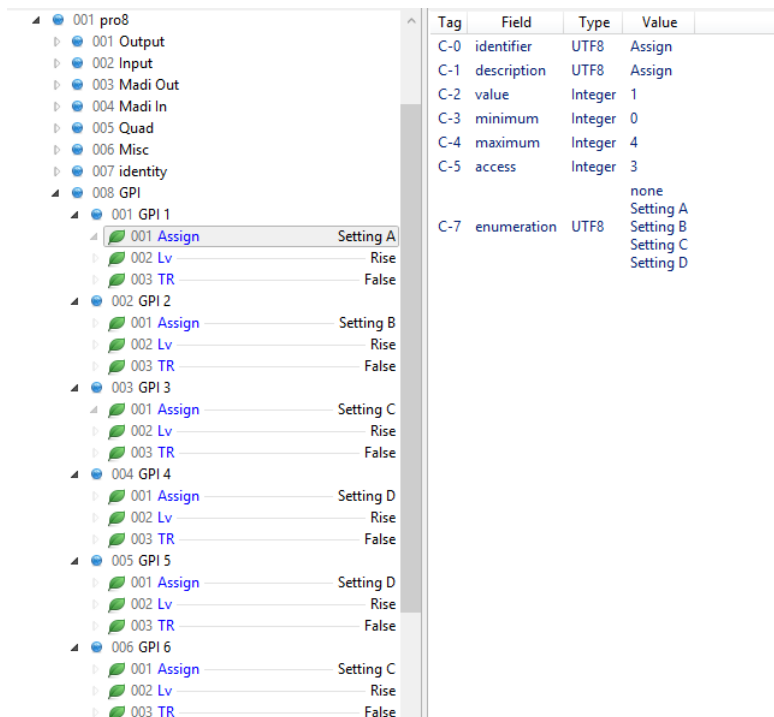 001 pro8
001 Output
002 Input
003 Madi Out
004 Madi In
005 Quad
006 Misc
007 identity
008 GPI
001 GPI 1
001 Assign Setting A
002 Lv Rise
003 TR False
002 GPI 2
001 Assign Setting B
002 Lv Rise
003 TR False
003 GPI 3
001 Assign Setting C
002 Lv Rise
003 TR False
004 GPI 4
001 Assign Setting D
002 Lv Rise
003 TR False
005 GPI 5
001 Assign Setting D
002 Lv Rise
003 TR False
006 GPI 6
001 Assign Setting C
002 Lv Rise
003 TR False
Tag Field Type Value
C-0 identifier UTF8 Assign
C-1 description UTF8 Assign
C-2 value Integer 1
C-3 minimum Integer 0
C-4 maximum Integer 4
C-5 access Integer 3
none
Setting A
C-7 enumeration UTF8 Setting B
Setting C
Setting D